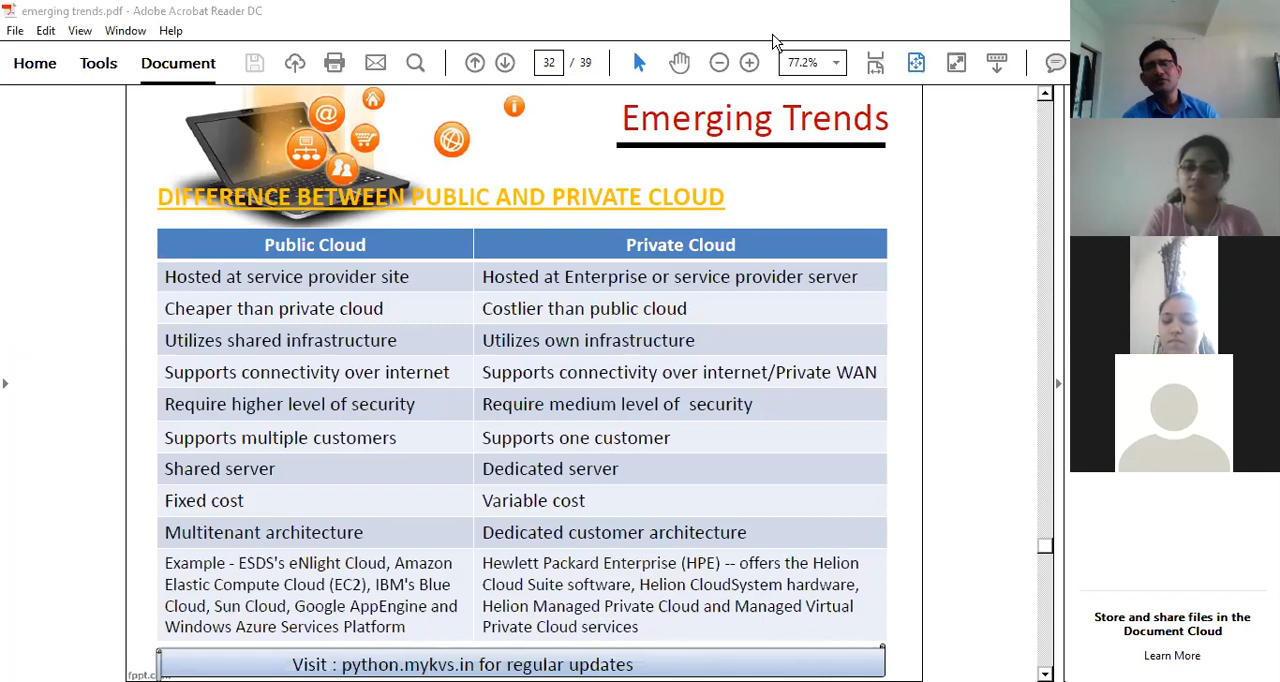 emerging trends.pdf - Adobe Acrobat Reader DC
File Edit View Window Help
Home Tools Document 32 / 39 77.2%
Emerging Trends
DIFFERENCE BETWEEN PUBLIC AND PRIVATE CLOUD
Public Cloud Private Cloud
Hosted at service provider site Hosted at Enterprise or service provider server
Cheaper than private cloud Costlier than public cloud
Utilizes shared infrastructure Utilizes own infrastructure
Supports connectivity over internet Supports connectivity over internet/Private WAN
Require higher level of security Require medium level of security
Supports multiple customers Supports one customer
Shared server Dedicated server
Fixed cost Variable cost
Multitenant architecture Dedicated customer architecture
Example - ESDS's eNlight Cloud, Amazon Hewlett Packard Enterprise (HPE) -- offers the Helion
Elastic Compute Cloud (EC2), IBM's Blue Cloud Suite software, Helion CloudSystem hardware,
Cloud, Sun Cloud, Google AppEngine and Helion Managed Private Cloud and Managed Virtual
Windows Azure Services Platform Private Cloud services
Visit : python.mykvs.in for regular updates
Store and share files in the
Document Cloud
Learn More